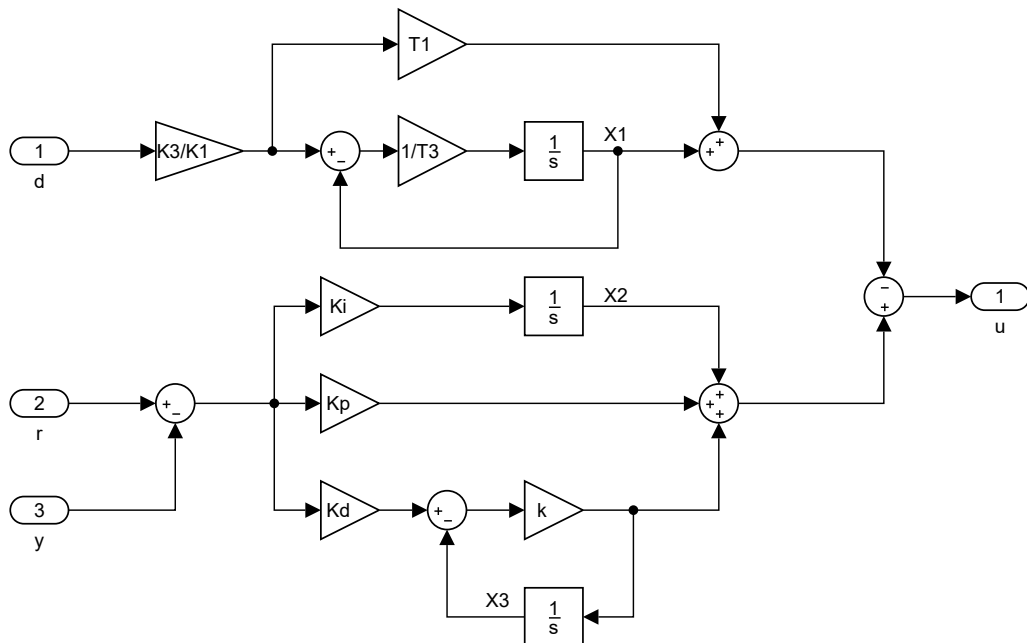 T1
1
d
K3/K1
+
−
1/T3
1
s
X1
+
+
Ki
1
s
X2
−
+
1
u
2
r
+
−
Kp
+
+
+
3
y
Kd
+
−
k
X3
1
s